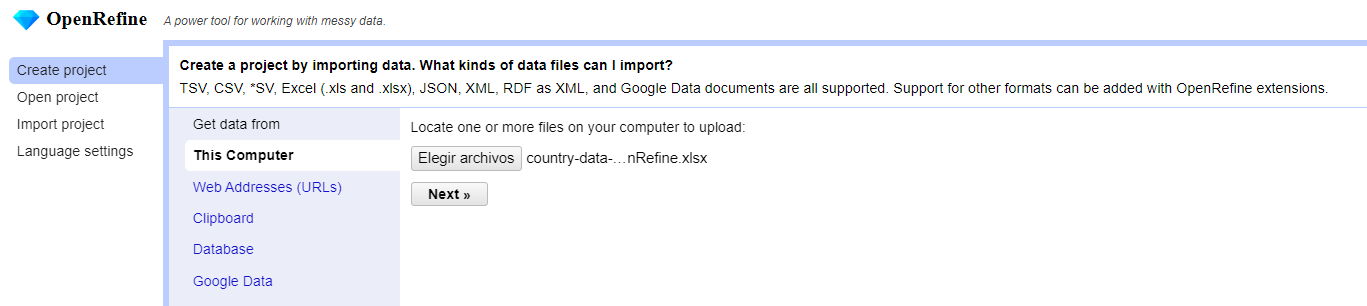 OpenRefine A power tool for working with messy data.
Create project
Open project
Import project
Language settings
Create a project by importing data. What kinds of data files can I import?
TSV, CSV, *SV, Excel (.xls and .xlsx), JSON, XML, RDF as XML, and Google Data documents are all supported. Support for other formats can be added with OpenRefine extensions.
Get data from
This Computer
Web Addresses (URLs)
Clipboard
Database
Google Data
Locate one or more files on your computer to upload:
Elegir archivos country-data-...nRefine.xlsx
Next »